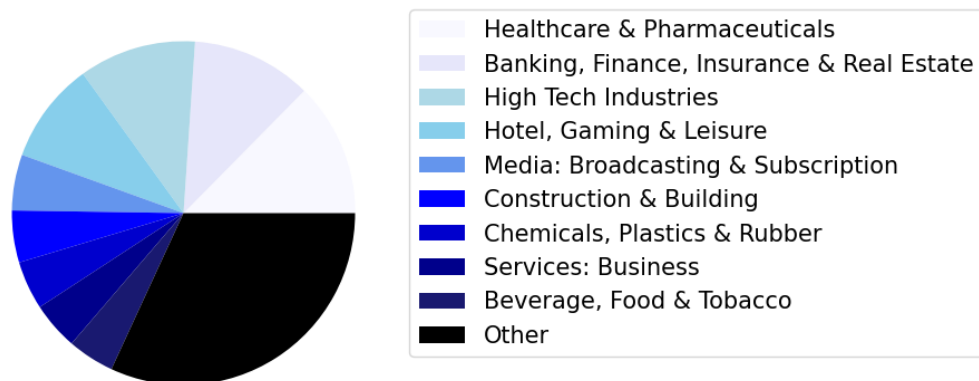 Healthcare & Pharmaceuticals
Banking, Finance, Insurance & Real Estate
High Tech Industries
Hotel, Gaming & Leisure
Media: Broadcasting & Subscription
Construction & Building
Chemicals, Plastics & Rubber
Services: Business
Beverage, Food & Tobacco
Other